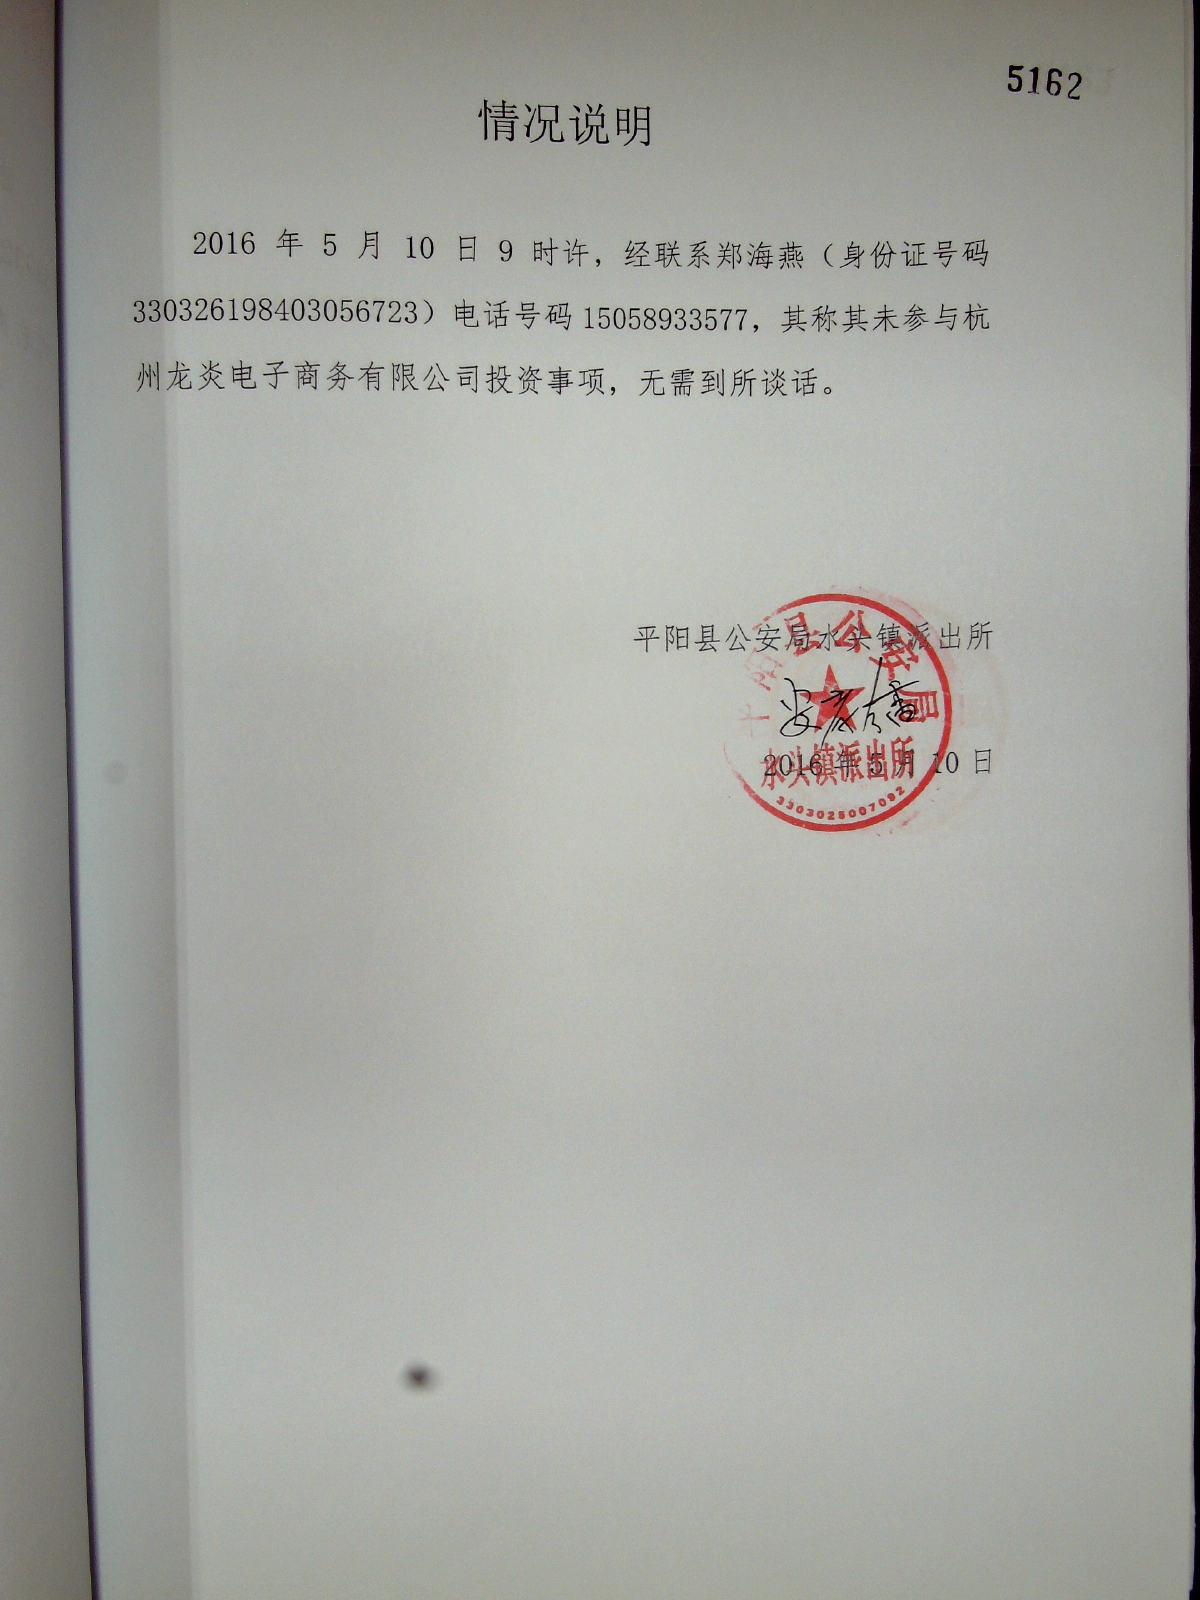 5162
情况说明
2016 年 5 月 10 日 9 时许，经联系郑海燕（身份证号码
330326198403056723）电话号码 15058933577，其称其未参与杭
州龙炎电子商务有限公司投资事项，无需到所谈话。
平阳县公安局水头镇派出所
平阳县公安局
2016 年 5 月 10 日
水头镇派出所
3303025007092